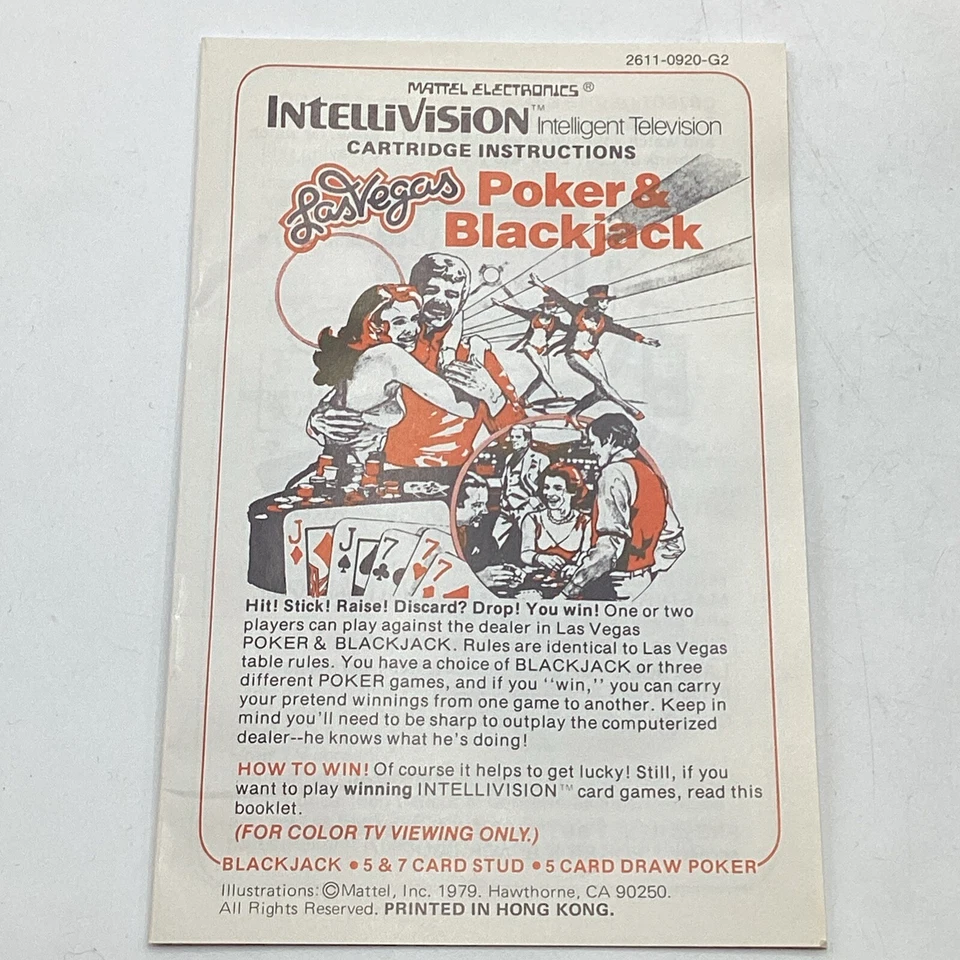 2611-0920-G2
MATTEL ELECTRONICS®
INTELLIVISION™ Intelligent Television
CARTRIDGE INSTRUCTIONS
Las Vegas Poker &
Blackjack
J J 7 7 7
Hit! Stick! Raise! Discard? Drop! You win! One or two
players can play against the dealer in Las Vegas
POKER & BLACKJACK. Rules are identical to Las Vegas
table rules. You have a choice of BLACKJACK or three
different POKER games, and if you "win," you can carry
your pretend winnings from one game to another. Keep in
mind you'll need to be sharp to outplay the computerized
dealer--he knows what he's doing!
HOW TO WIN! Of course it helps to get lucky! Still, if you
want to play winning INTELLIVISION™ card games, read this
booklet.
(FOR COLOR TV VIEWING ONLY.)
BLACKJACK • 5 & 7 CARD STUD • 5 CARD DRAW POKER
Illustrations: ©Mattel, Inc. 1979. Hawthorne, CA 90250.
All Rights Reserved. PRINTED IN HONG KONG.